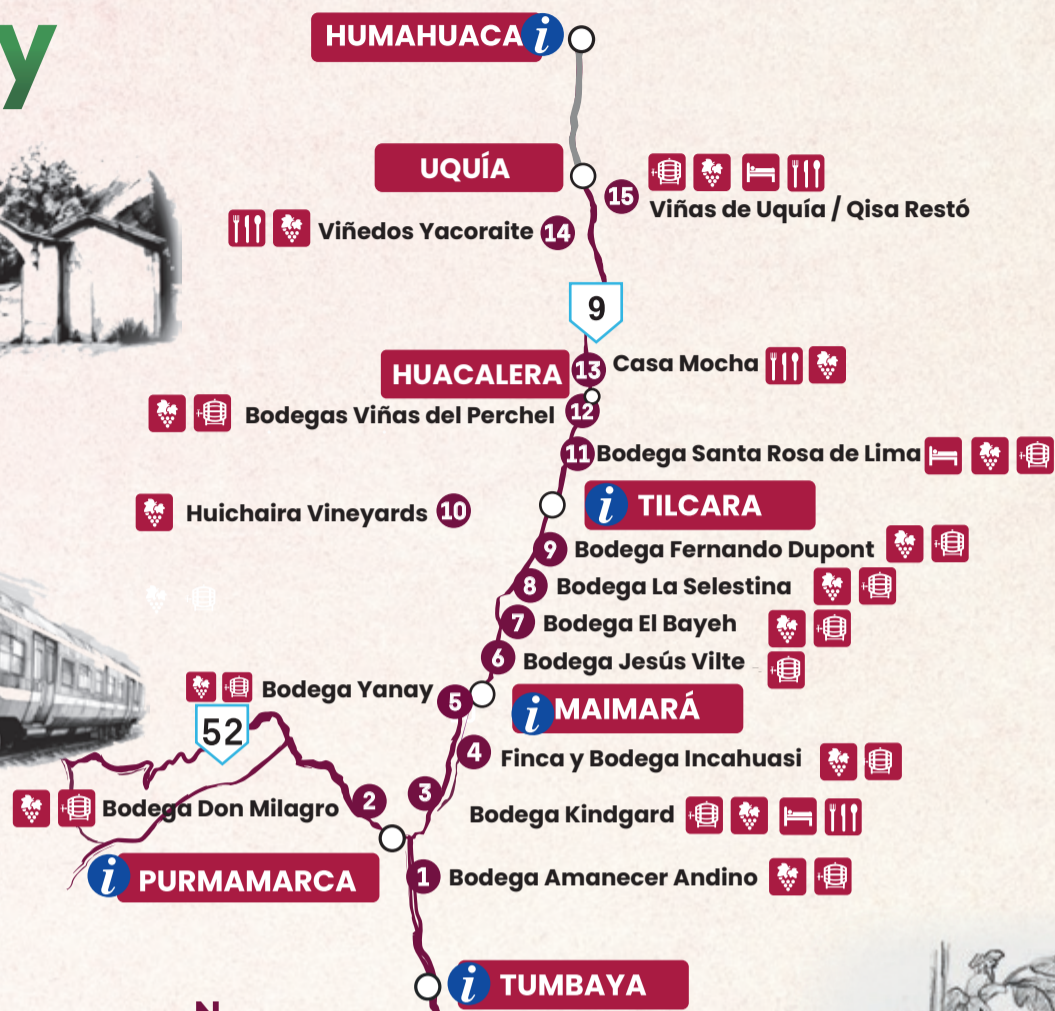 y
HUMAHUACA i
UQUÍA
15
Viñas de Uquía / Qisa Restó
Viñedos Yacoraite 14
9
HUACALERA 13 Casa Mocha
Bodegas Viñas del Perchel 12
11 Bodega Santa Rosa de Lima
i TILCARA
Huichaira Vineyards 10
9 Bodega Fernando Dupont
8 Bodega La Selestina
7 Bodega El Bayeh
6 Bodega Jesús Vilte
Bodega Yanay 5
i MAIMARÁ
52
4 Finca y Bodega Incahuasi
Bodega Don Milagro 2
3 Bodega Kindgard
i PURMAMARCA
1 Bodega Amanecer Andino
i TUMBAYA
N